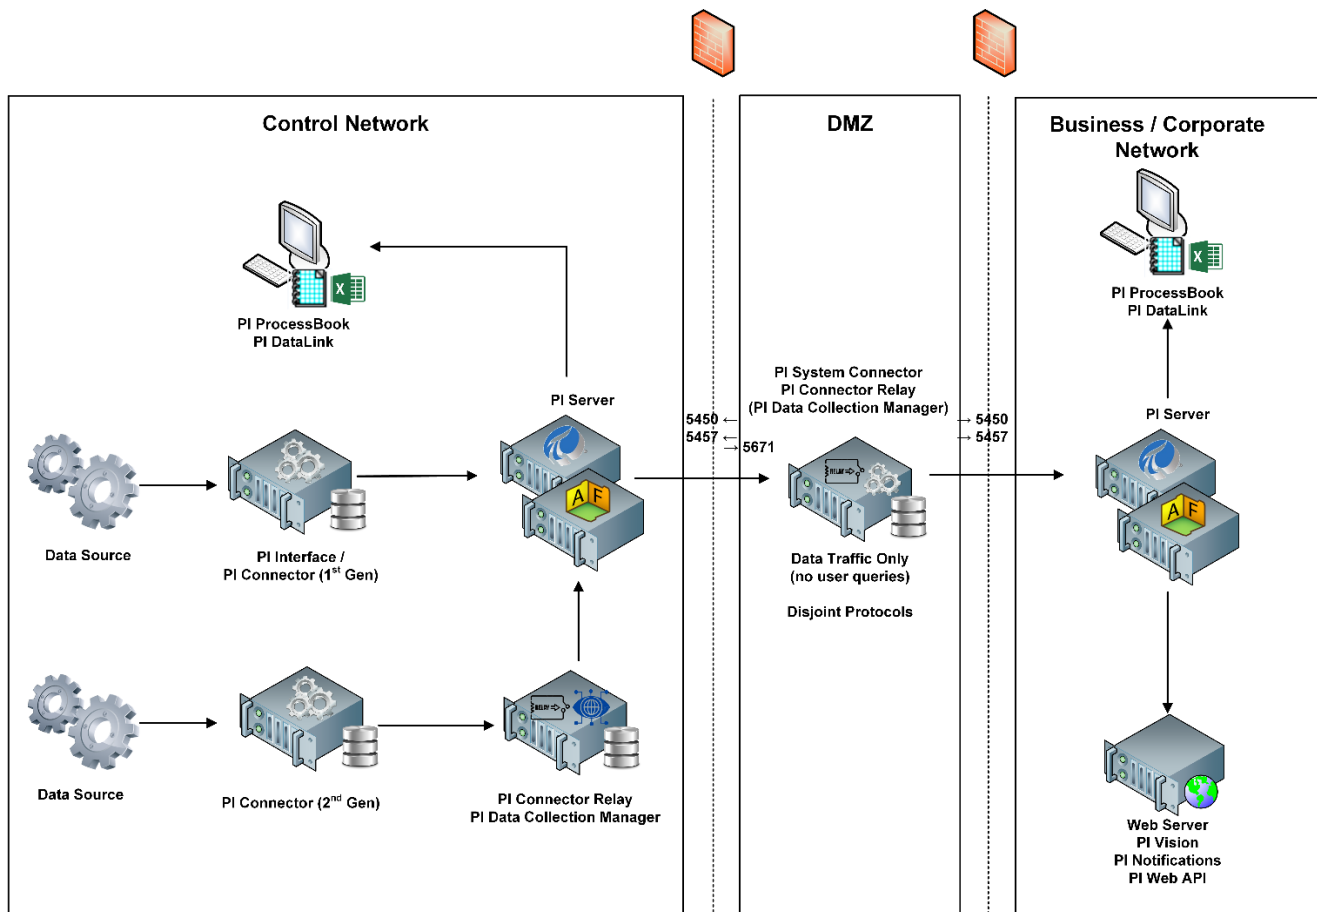 Control Network
DMZ
Business / Corporate
Network
X
PI ProcessBook
PI DataLink
X
PI ProcessBook
PI DataLink
PI Server
PI System Connector
PI Connector Relay
(PI Data Collection Manager)
5450 ←
5457 ←
→ 5671
→ 5450
→ 5457
PI Server
A F
RELAY
A F
Data Source
PI Interface /
PI Connector (1st Gen)
Data Traffic Only
(no user queries)
Disjoint Protocols
RELAY
Data Source
PI Connector (2nd Gen)
PI Connector Relay
PI Data Collection Manager
Web Server
PI Vision
PI Notifications
PI Web API